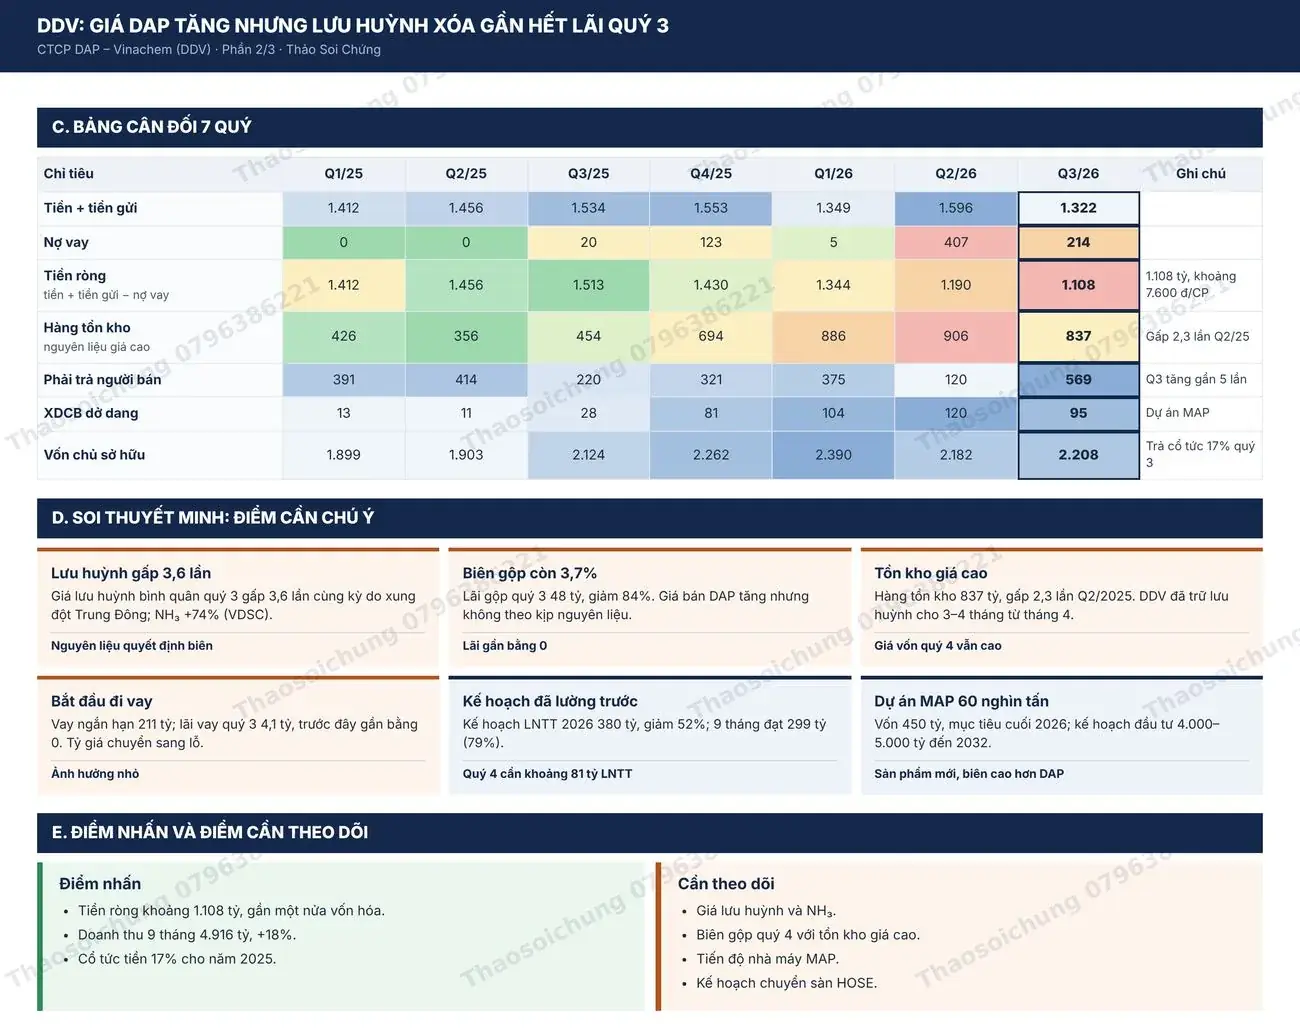 DDV: GIÁ DAP TĂNG NHƯNG LƯU HUỲNH XÓA GẦN HẾT LÃI QUÝ 3
CTCP DAP – Vinachem (DDV) · Phần 2/3 · Thảo Soi Chứng
C. BẢNG CÂN ĐỐI 7 QUÝ
Chỉ tiêu Q1/25 Q2/25 Q3/25 Q4/25 Q1/26 Q2/26 Q3/26 Ghi chú
Tiền + tiền gửi 1.412 1.456 1.534 1.553 1.349 1.596 1.322
Nợ vay 0 0 20 123 5 407 214
Tiền ròng
tiền + tiền gửi – nợ vay
1.412 1.456 1.513 1.430 1.344 1.190 1.108
1.108 tỷ, khoảng
7.600 đ/CP
Hàng tồn kho
nguyên liệu giá cao
426 356 454 694 886 906 837 Gấp 2,3 lần Q2/25
Phải trả người bán 391 414 220 321 375 120 569 Q3 tăng gần 5 lần
XDCB dở dang 13 11 28 81 104 120 95 Dự án MAP
Vốn chủ sở hữu 1.899 1.903 2.124 2.262 2.390 2.182 2.208
Trả cổ tức 17% quý
3
D. SOI THUYẾT MINH: ĐIỂM CẦN CHÚ Ý
Lưu huỳnh gấp 3,6 lần
Giá lưu huỳnh bình quân quý 3 gấp 3,6 lần cùng kỳ do xung
đột Trung Đông; NH₃ +74% (VDSC).
Nguyên liệu quyết định biên
Biên gộp còn 3,7%
Lãi gộp quý 3 48 tỷ, giảm 84%. Giá bán DAP tăng nhưng
không theo kịp nguyên liệu.
Lãi gần bằng 0
Tồn kho giá cao
Hàng tồn kho 837 tỷ, gấp 2,3 lần Q2/2025. DDV đã trữ lưu
huỳnh cho 3–4 tháng từ tháng 4.
Giá vốn quý 4 vẫn cao
Bắt đầu đi vay
Vay ngắn hạn 211 tỷ; lãi vay quý 3 4,1 tỷ, trước đây gần bằng
0. Tỷ giá chuyển sang lỗ.
Ảnh hưởng nhỏ
Kế hoạch đã lường trước
Kế hoạch LNTT 2026 380 tỷ, giảm 52%; 9 tháng đạt 299 tỷ
(79%).
Quý 4 cần khoảng 81 tỷ LNTT
Dự án MAP 60 nghìn tấn
Vốn 450 tỷ, mục tiêu cuối 2026; kế hoạch đầu tư 4.000–
5.000 tỷ đến 2032.
Sản phẩm mới, biên cao hơn DAP
E. ĐIỂM NHẤN VÀ ĐIỂM CẦN THEO DÕI
Điểm nhấn
• Tiền ròng khoảng 1.108 tỷ, gần một nửa vốn hóa.
• Doanh thu 9 tháng 4.916 tỷ, +18%.
• Cổ tức tiền 17% cho năm 2025.
Cần theo dõi
• Giá lưu huỳnh và NH₃.
• Biên gộp quý 4 với tồn kho giá cao.
• Tiến độ nhà máy MAP.
• Kế hoạch chuyển sàn HOSE.
Thaosoichung 0796386221